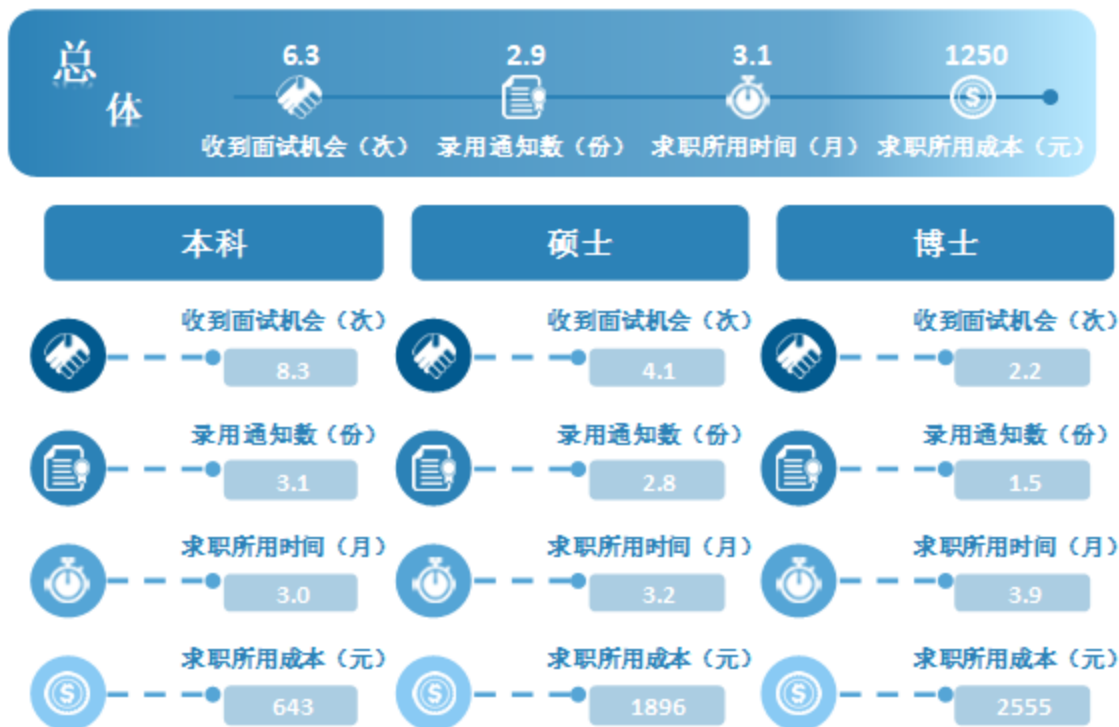 总体
6.3 2.9 3.1 1250
收到面试机会（次） 录用通知数（份） 求职所用时间（月） 求职所用成本（元）
本科 硕士 博士
收到面试机会（次） 收到面试机会（次） 收到面试机会（次）
8.3 4.1 2.2
录用通知数（份） 录用通知数（份） 录用通知数（份）
3.1 2.8 1.5
求职所用时间（月） 求职所用时间（月） 求职所用时间（月）
3.0 3.2 3.9
求职所用成本（元） 求职所用成本（元） 求职所用成本（元）
643 1896 2555